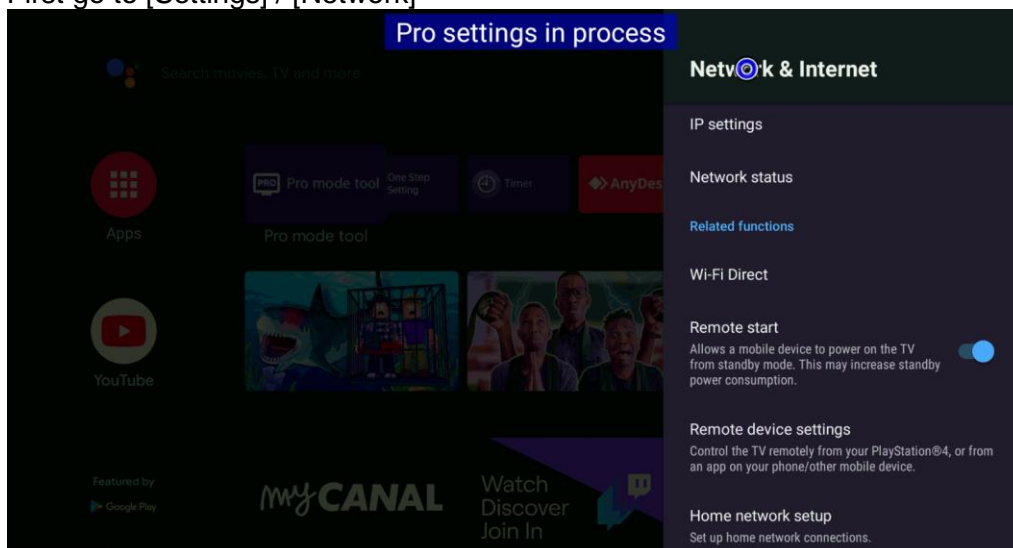 First go to [Settings] / [Network]
Pro settings in process
Search movies, TV and more
Network & Internet
IP settings
Network status
Related functions
Wi-Fi Direct
Remote start
Allows a mobile device to power on the TV
from standby mode. This may increase standby
power consumption.
Remote device settings
Control the TV remotely from your PlayStation®4, or from
an app on your phone/other mobile device.
Home network setup
Set up home network connections.
Apps
PRO Pro mode tool
One Step
Setting
Timer
AnyDes
Pro mode tool
YouTube
Featured by
Google Play
myCANAL
Watch
Discover
Join In